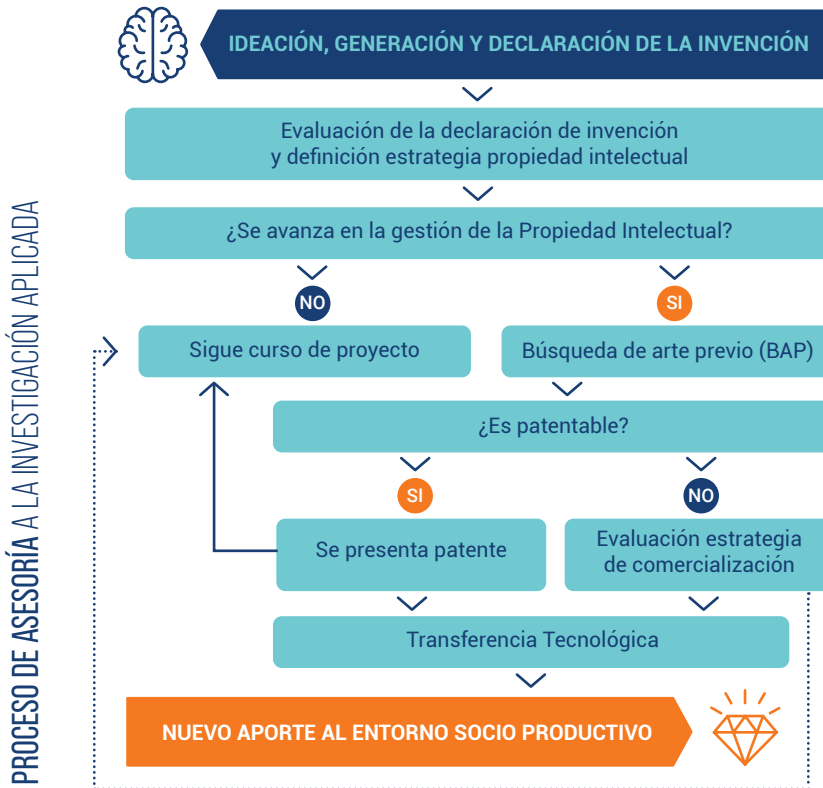 PROCESO DE ASESORÍA A LA INVESTIGACIÓN APLICADA
IDEACIÓN, GENERACIÓN Y DECLARACIÓN DE LA INVENCIÓN
Evaluación de la declaración de invención
y definición estrategia propiedad intelectual
¿Se avanza en la gestión de la Propiedad Intelectual?
NO
SI
Sigue curso de proyecto
Búsqueda de arte previo (BAP)
¿Es patentable?
SI
NO
Se presenta patente
Evaluación estrategia
de comercialización
Transferencia Tecnológica
NUEVO APORTE AL ENTORNO SOCIO PRODUCTIVO